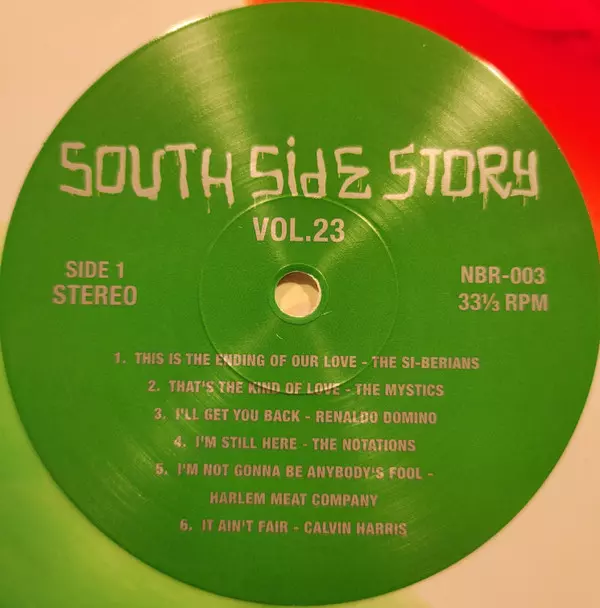 SOUTH SidE STORY
VOL.23
SIDE 1
STEREO
NBR-003
33⅓ RPM
1. THIS IS THE ENDING OF OUR LOVE - THE SI-BERIANS
2. THAT'S THE KIND OF LOVE - THE MYSTICS
3. I'LL GET YOU BACK - RENALDO DOMINO
4. I'M STILL HERE - THE NOTATIONS
5. I'M NOT GONNA BE ANYBODY'S FOOL -
HARLEM MEAT COMPANY
6. IT AIN'T FAIR - CALVIN HARRIS